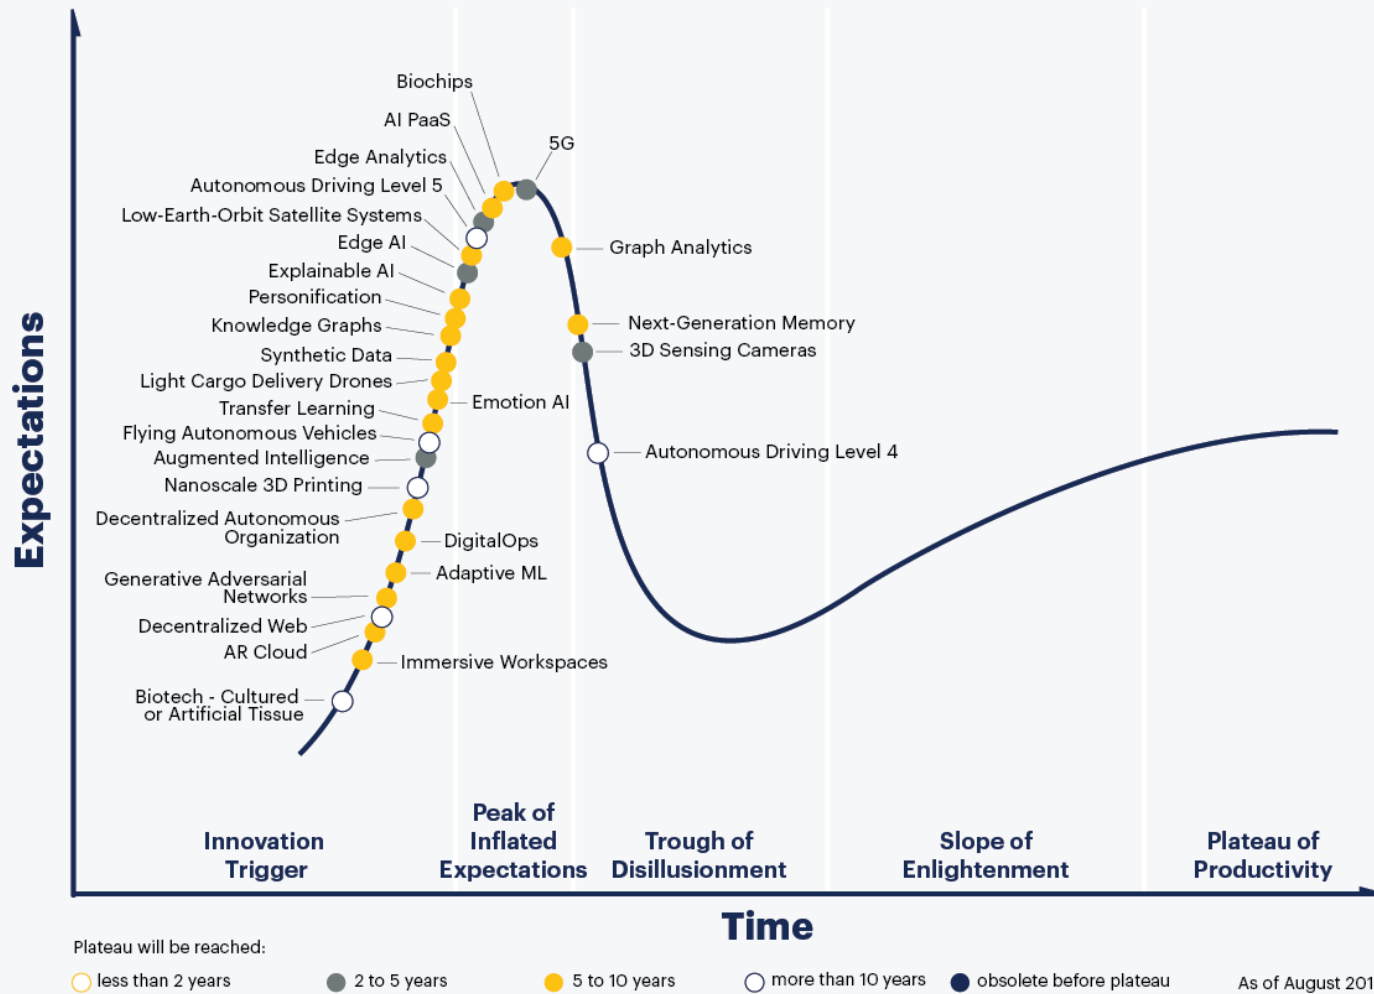 Biochips
AI PaaS
5G
Edge Analytics
Autonomous Driving Level 5
Low-Earth-Orbit Satellite Systems
Edge AI
Graph Analytics
Explainable AI
Personification
Knowledge Graphs
Next-Generation Memory
3D Sensing Cameras
Synthetic Data
Light Cargo Delivery Drones
Emotion AI
Transfer Learning
Flying Autonomous Vehicles
Autonomous Driving Level 4
Augmented Intelligence
Nanoscale 3D Printing
Decentralized Autonomous
Organization
DigitalOps
Adaptive ML
Generative Adversarial
Networks
Decentralized Web
AR Cloud
Immersive Workspaces
Biotech - Cultured
or Artificial Tissue
Expectations
Innovation
Trigger
Peak of
Inflated
Expectations
Trough of
Disillusionment
Slope of
Enlightenment
Plateau of
Productivity
Time
Plateau will be reached:
less than 2 years
2 to 5 years
5 to 10 years
more than 10 years
obsolete before plateau
As of August 201